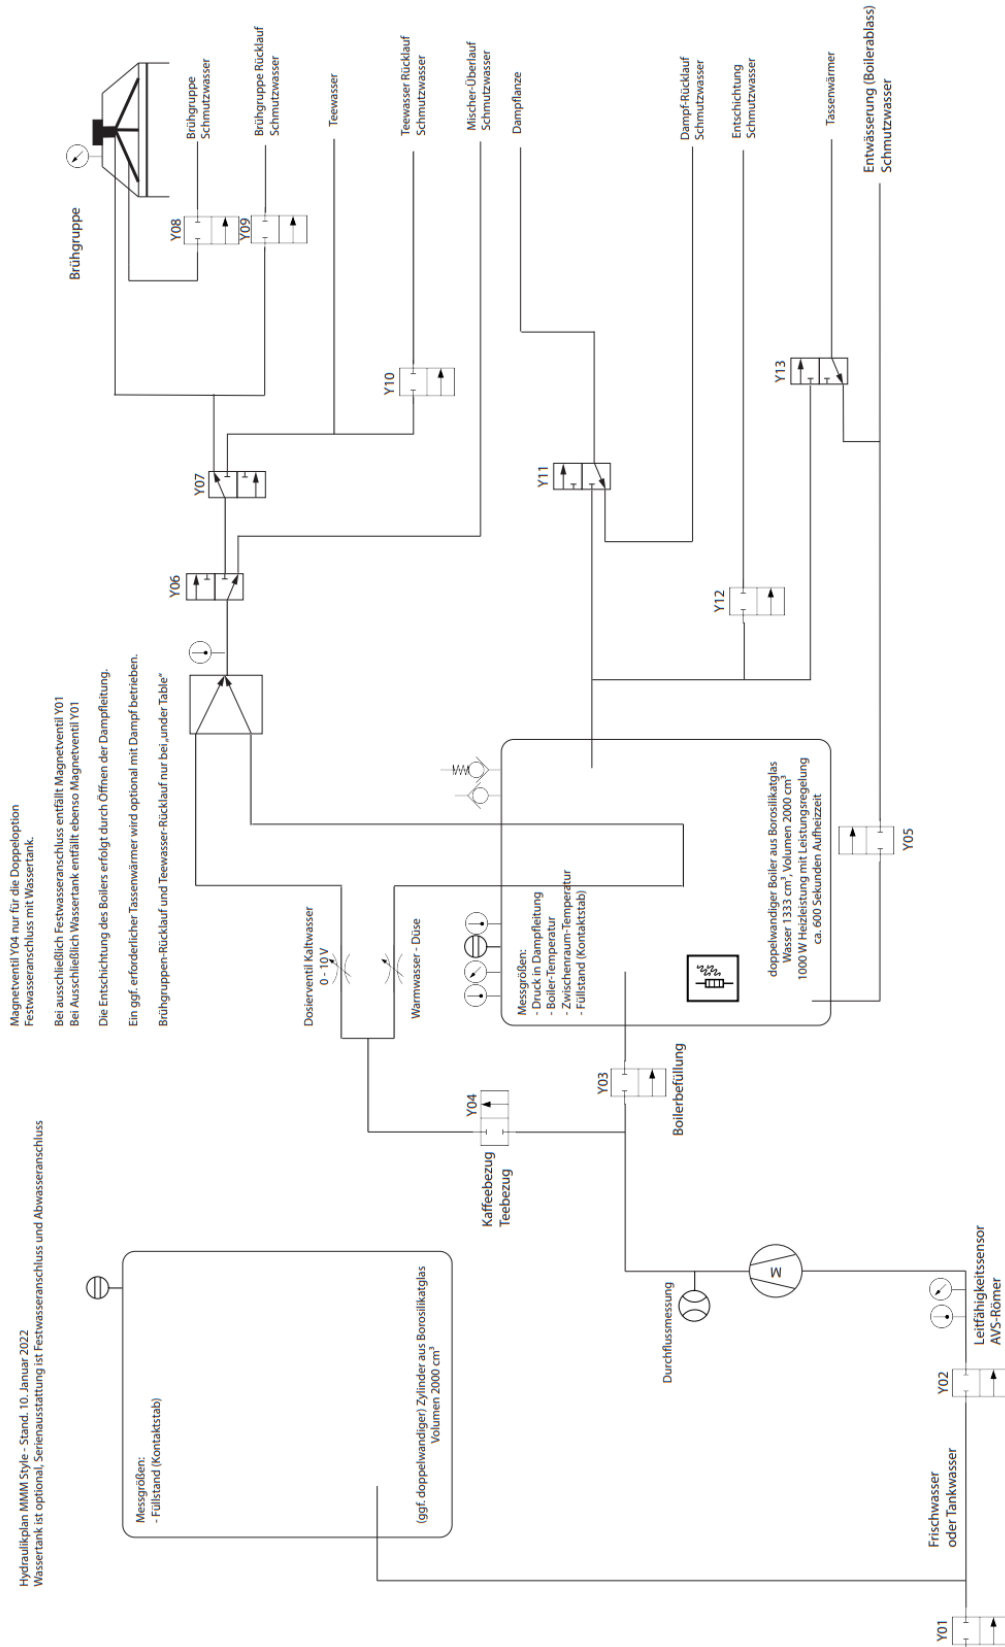 Hydraulikplan MMM Style - Stand. 10. Januar 2022
Wassertank ist optional, Serienausstattung ist Festwasseranschluss und Abwasseranschluss
Magnetventil Y04 nur für die Doppeloption
Festwasseranschluss mit Wassertank.
Bei ausschließlich Festwasseranschluss entfällt Magnetventil Y01
Bei Ausschließlich Wassertank entfällt ebenso Magnetventil Y01
Die Entschichtung des Boilers erfolgt durch Öffnen der Dampfleitung.
Ein ggf. erforderlicher Tassenwärmer wird optional mit Dampf betrieben.
Brühgruppen-Rücklauf und Teewasser-Rücklauf nur bei „under Table“
Brühgruppe
Y08
Brühgruppe
Schmutzwasser
Y09
Brühgruppe Rücklauf
Schmutzwasser
Teewasser
Y10
Teewasser Rücklauf
Schmutzwasser
Mischer-Überlauf
Schmutzwasser
Dampflanze
Y07
Y06
Y11
Dampf-Rücklauf
Schmutzwasser
Y12
Entschichtung
Schmutzwasser
Y13
Tassenwärmer
Entwässerung (Boilerablass)
Schmutzwasser
Y05
Dosierventil Kaltwasser
0 - 10 V
Warmwasser - Düse
Messgrößen:
- Druck in Dampfleitung
- Boiler-Temperatur
- Zwischenraum-Temperatur
- Füllstand (Kontaktstab)
doppelwandiger Boiler aus Borosilikatglas
Wasser 1333 cm³, Volumen 2000 cm³
1000 W Heizleistung mit Leistungsregelung
ca. 600 Sekunden Aufheizzeit
Y04
Kaffeebezug
Teebezug
Y03
Boilerbefüllung
Messgrößen:
- Füllstand (Kontaktstab)
(ggf. doppelwandiger) Zylinder aus Borosilikatglas
Volumen 2000 cm³
Durchflussmessung
M
Leitfähigkeitssensor
AVS-Römer
Y02
Frischwasser
oder Tankwasser
Y01